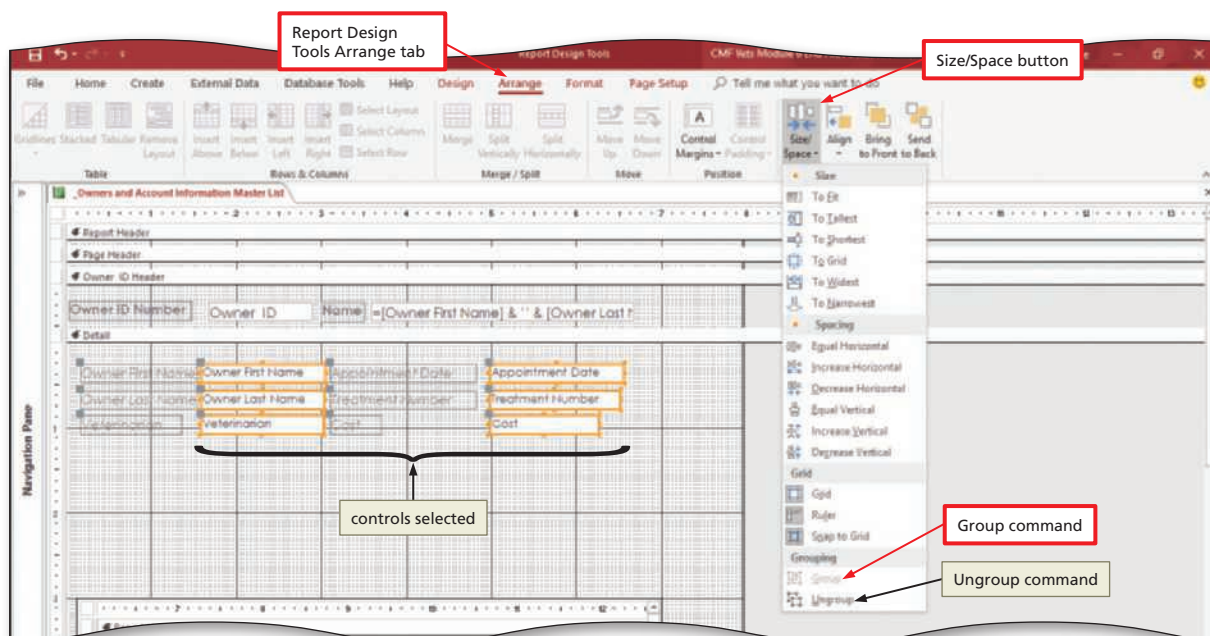 Report Design
Tools Arrange tab
Size/Space button
Report Design Tools
CMF Vets Module
File Home Create External Data Database Tools Help Design Arrange Format Page Setup Tell me what you want to do
Gridlines Stacked Tabular Remove Layout
Insert Above Insert Below Insert Left Insert Right
Select Layout
Select Column
Select Row
Merge Split Vertically Split Horizontally
Move Up Move Down
Control Margins Control Padding
Size/Space Align Bring to Front Send to Back
Table Rows & Columns Merge / Split Move Position
_Owners and Account Information Master List
Report Header
Page Header
Owner ID Header
Owner ID Number Owner ID Name =[Owner First Name] & ' ' & [Owner Last
Detail
Owner First Name Owner First Name Appointment Date Appointment Date
Owner Last Name Owner Last Name Treatment Number Treatment Number
Veterinarian Veterinarian Cost Cost
controls selected
Navigation Pane
Size
To Fit
To Tallest
To Shortest
To Grid
To Widest
To Narrowest
Spacing
Equal Horizontal
Increase Horizontal
Decrease Horizontal
Equal Vertical
Increase Vertical
Decrease Vertical
Grid
Grid
Ruler
Snap to Grid
Grouping
Group
Ungroup
Group command
Ungroup command